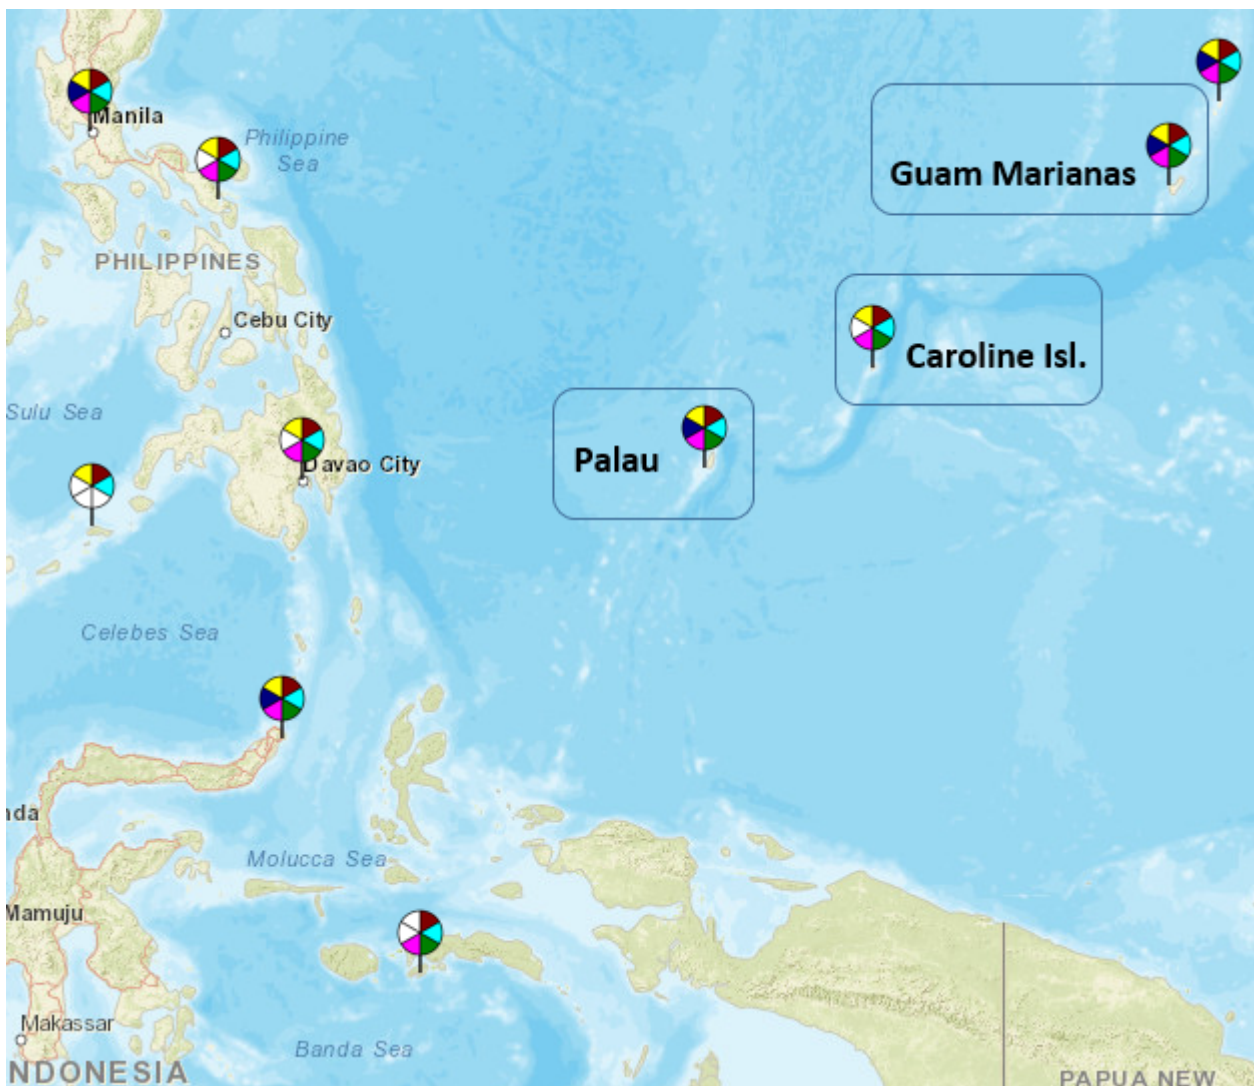 Manila
Philippine
Sea
Guam Marianas
PHILIPPINES
Cebu City
Caroline Isl.
Sulu Sea
Palau
Davao City
Celebes Sea
nda
Molucca Sea
Mamuju
Makassar
Banda Sea
NDONESIA
PAPUA NEW